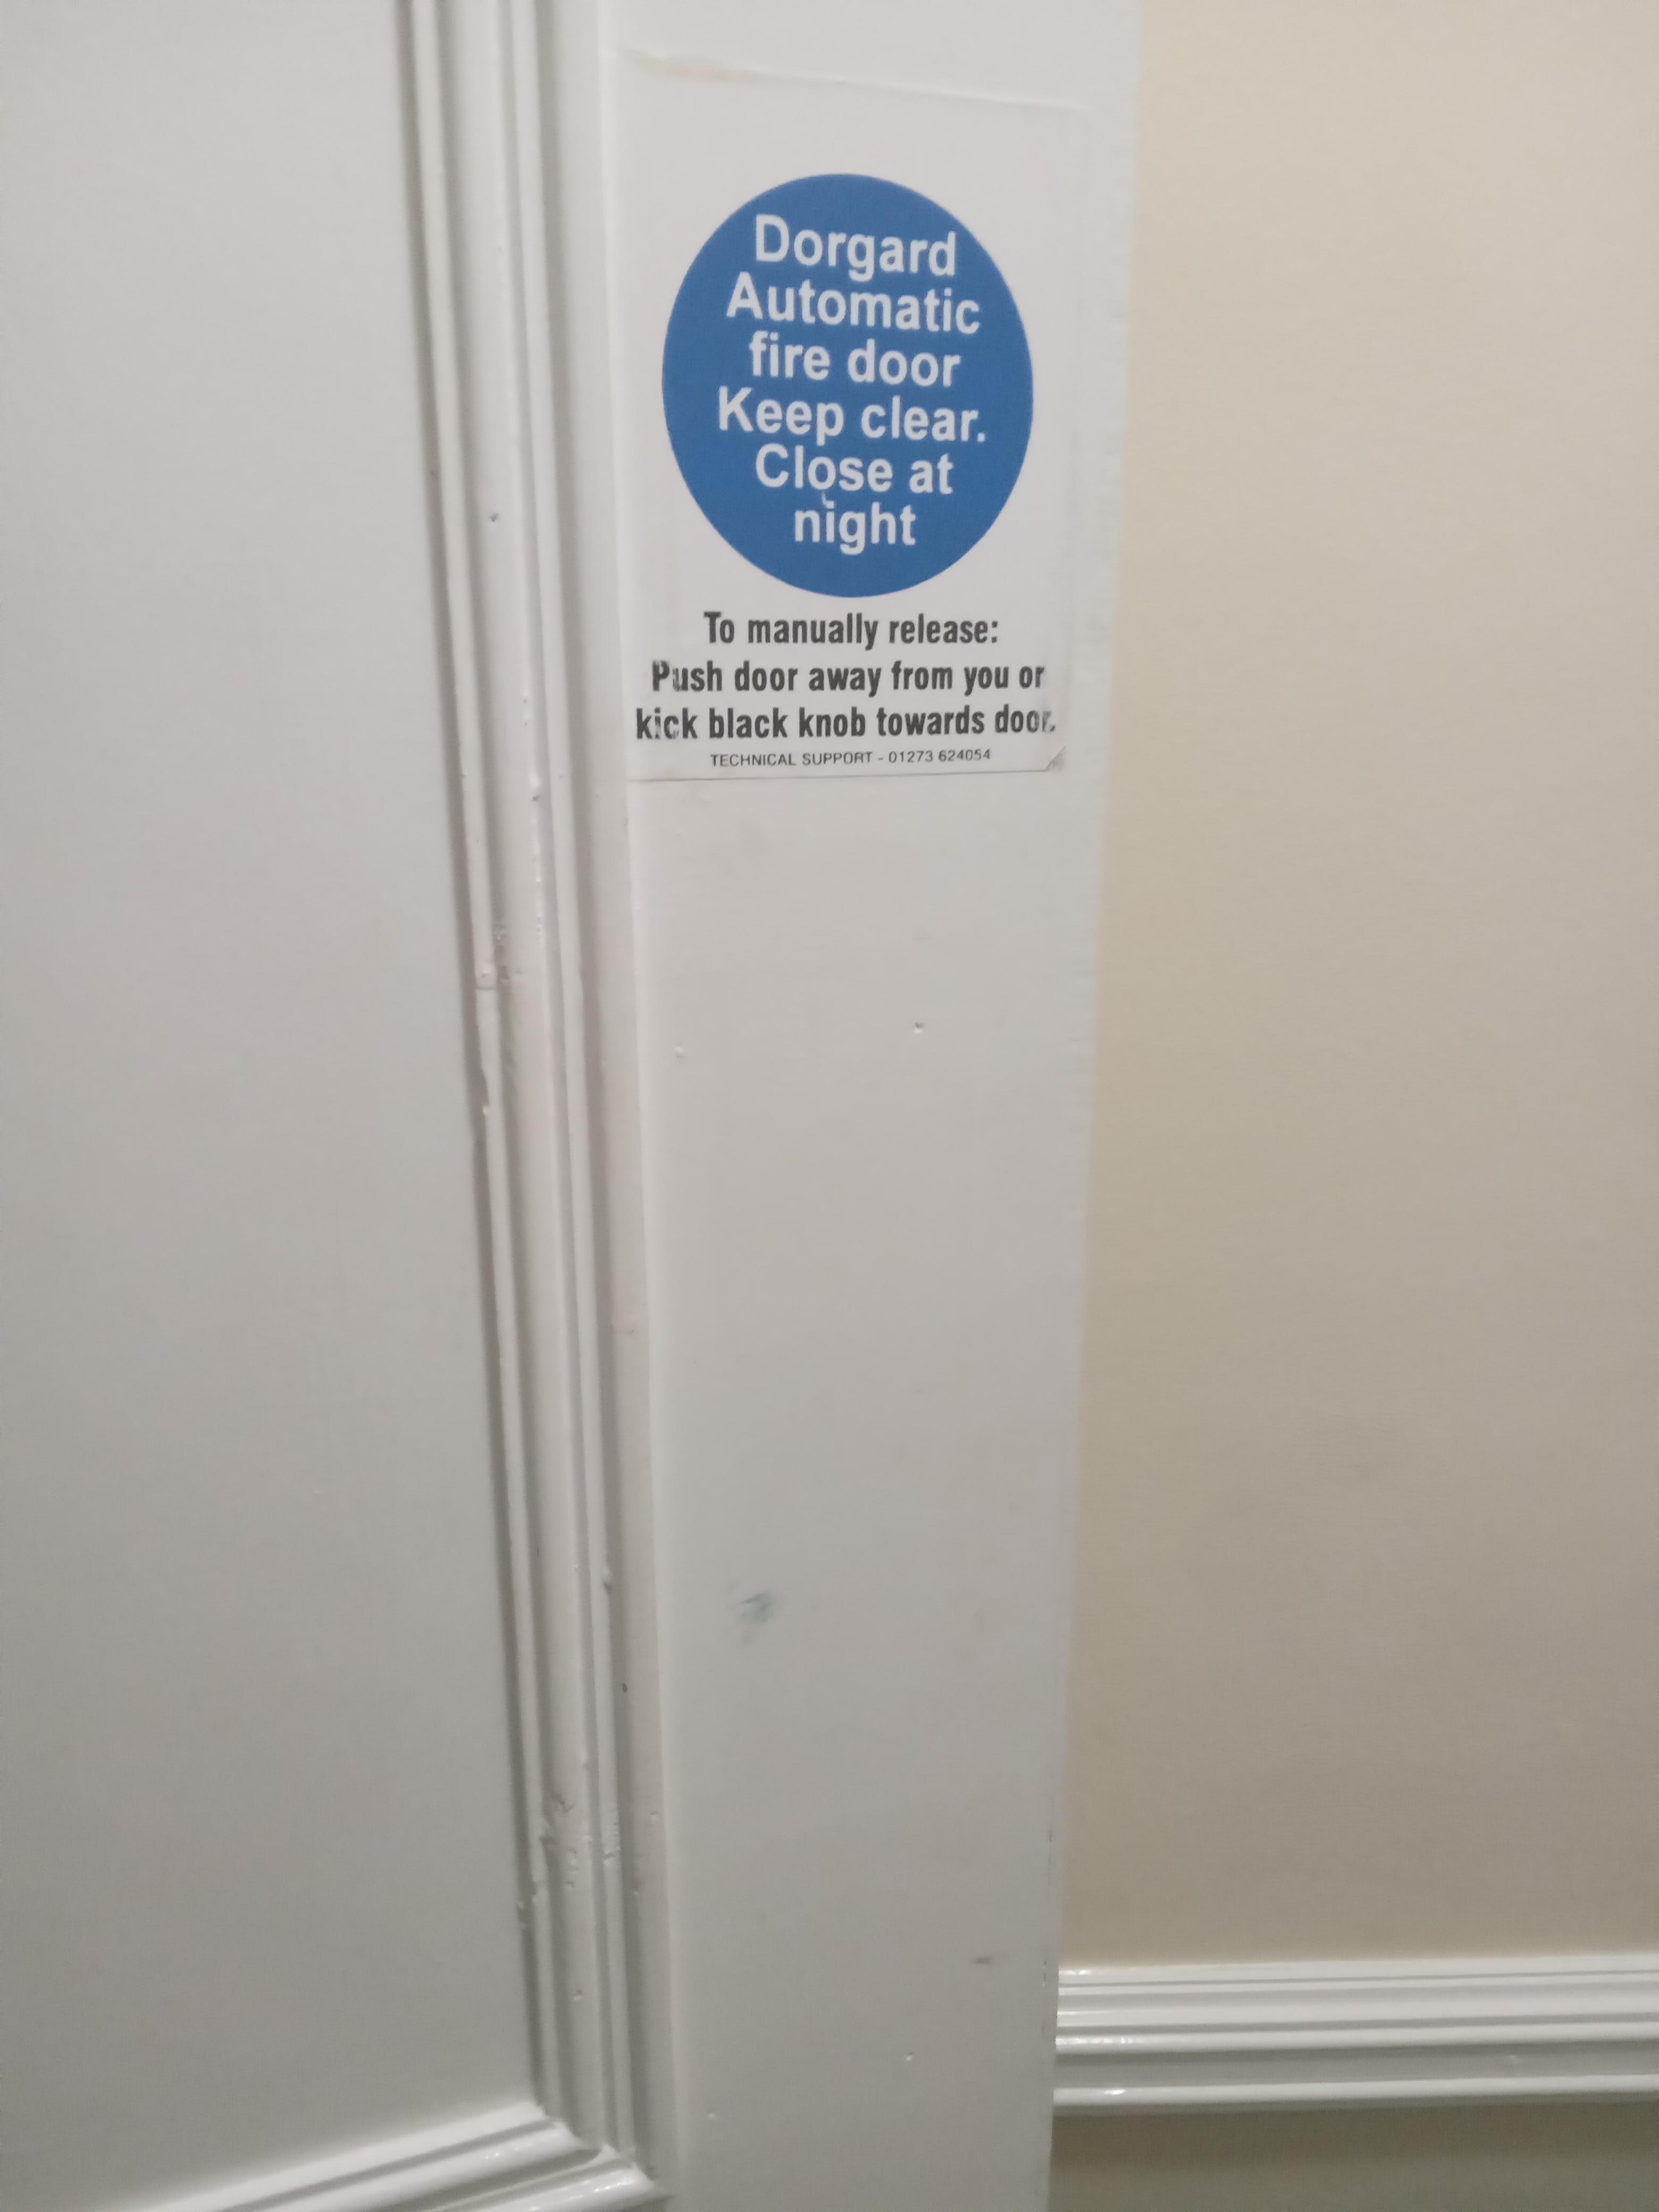 Dorgard
Automatic
fire door
Keep clear.
Close at
night
To manually release:
Push door away from you or
kick black knob towards door.
TECHNICAL SUPPORT - 01273 624054